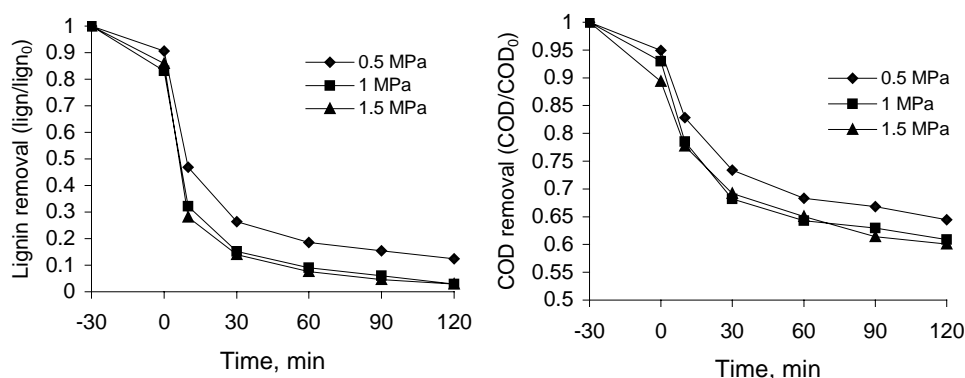 1
0.9
0.8
0.7
0.6
0.5
0.4
0.3
0.2
0.1
0
Lignin removal (lign/lign₀)
0.5 MPa
1 MPa
1.5 MPa
-30 0 30 60 90 120
Time, min
1
0.95
0.9
0.85
0.8
0.75
0.7
0.65
0.6
0.55
0.5
COD removal (COD/COD₀)
0.5 MPa
1 MPa
1.5 MPa
-30 0 30 60 90 120
Time, min